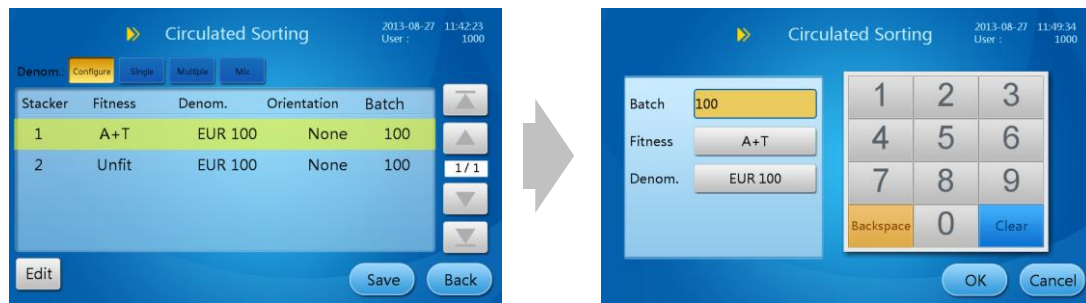 Circulated Sorting
2013-08-27 11:42:23
User : 1000
Denom.: Configure Single Multiple Mix
Stacker Fitness Denom. Orientation Batch
1 A+T EUR 100 None 100
2 Unfit EUR 100 None 100
1/1
Edit Save Back
Circulated Sorting
2013-08-27 11:49:34
User : 1000
Batch 100
Fitness A+T
Denom. EUR 100
1 2 3
4 5 6
7 8 9
Backspace 0 Clear
OK Cancel